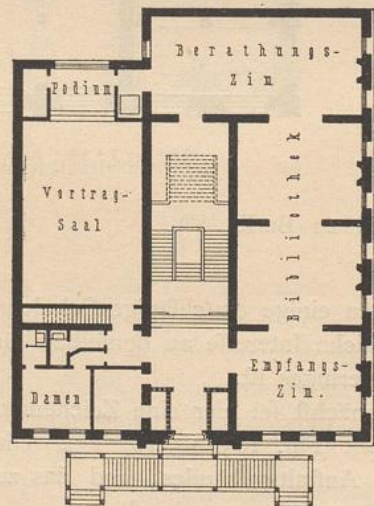 Berathungs-
Zim
Podium
Vortrag-
Saal
Bibliothek
Empfangs-
Zim.
Damen